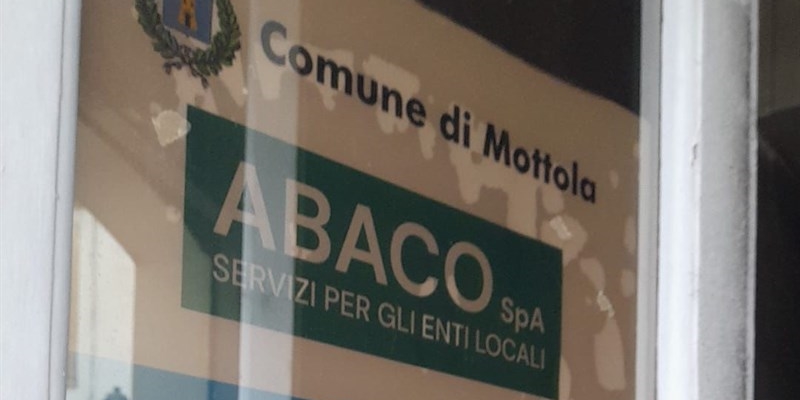 Comune di Mottola
ABACO SpA
SERVIZI PER GLI ENTI LOCALI